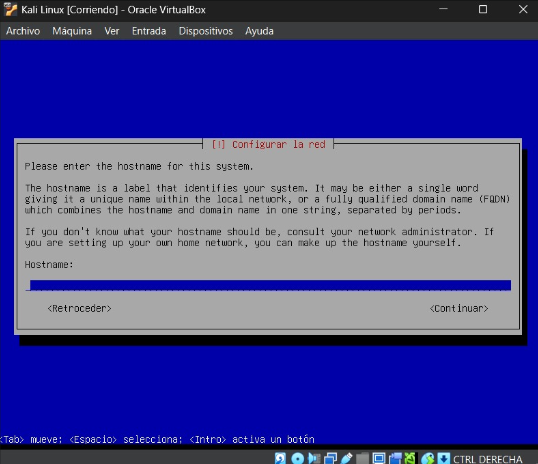 Kali Linux [Corriendo] - Oracle VirtualBox
Archivo Máquina Ver Entrada Dispositivos Ayuda
[!] Configurar la red
Please enter the hostname for this system.
The hostname is a label that identifies your system. It may be either a single word
giving it a unique name within the local network, or a fully qualified domain name (FQDN)
which combines the hostname and domain name in one string, separated by periods.
If you don't know what your hostname should be, consult your network administrator. If
you are setting up your own home network, you can make up the hostname yourself.
Hostname:
<Retroceder> <Continuar>
<Tab> mueve; <Espacio> selecciona; <Intro> activa un botón
CTRL DERECHA